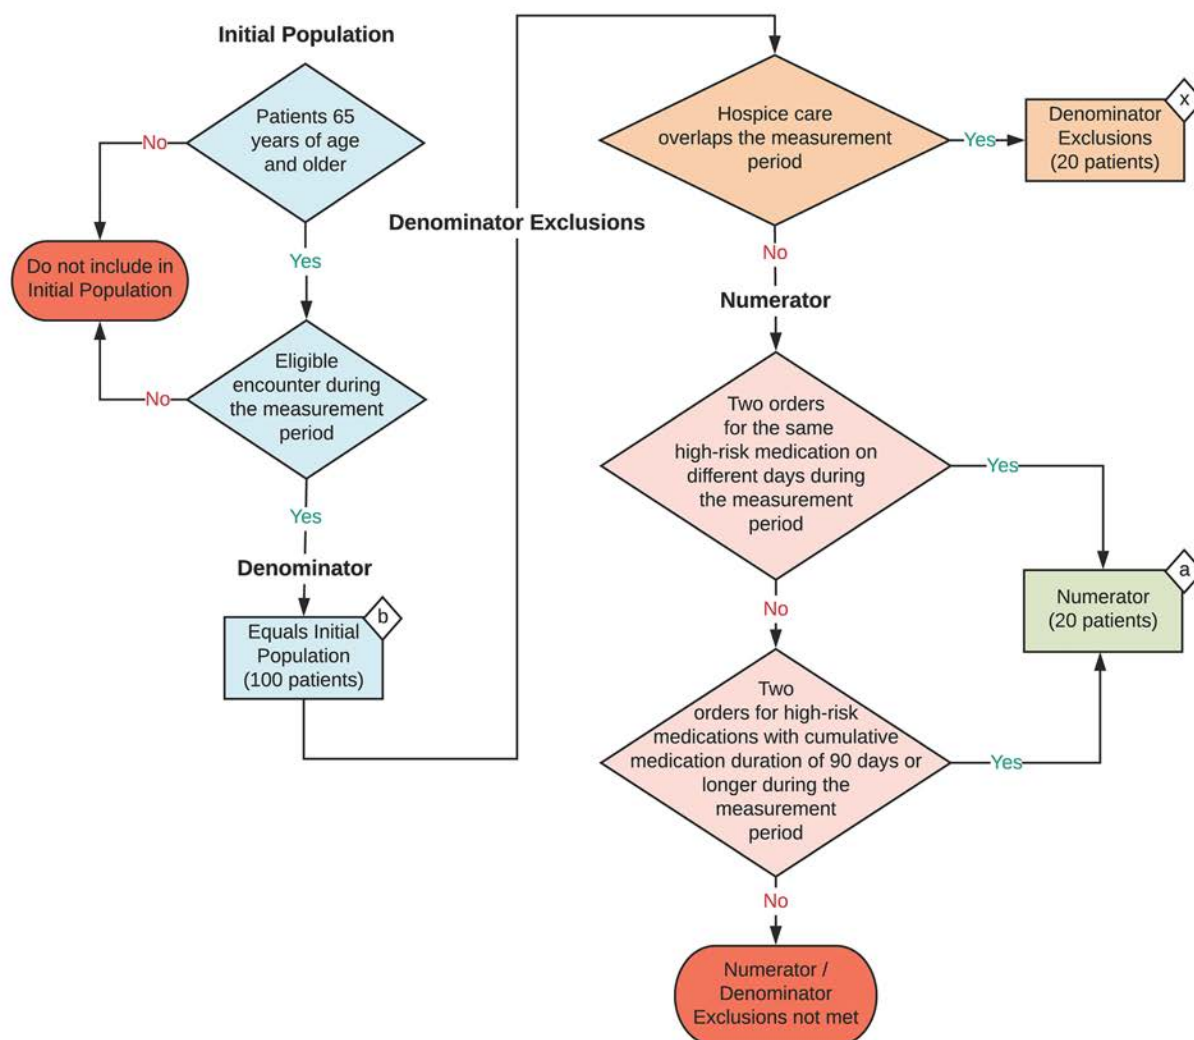 Initial Population
Patients 65
years of age
and older
No
Do not include in
Initial Population
Yes
Eligible
encounter during
the measurement
period
No
Yes
Denominator
b
Equals Initial
Population
(100 patients)
Denominator Exclusions
Hospice care
overlaps the measurement
period
Yes
x
Denominator
Exclusions
(20 patients)
No
Numerator
Two orders
for the same
high-risk medication on
different days during
the measurement
period
Yes
a
Numerator
(20 patients)
No
Two
orders for high-risk
medications with cumulative
medication duration of 90 days or
longer during the
measurement
period
Yes
No
Numerator /
Denominator
Exclusions not met